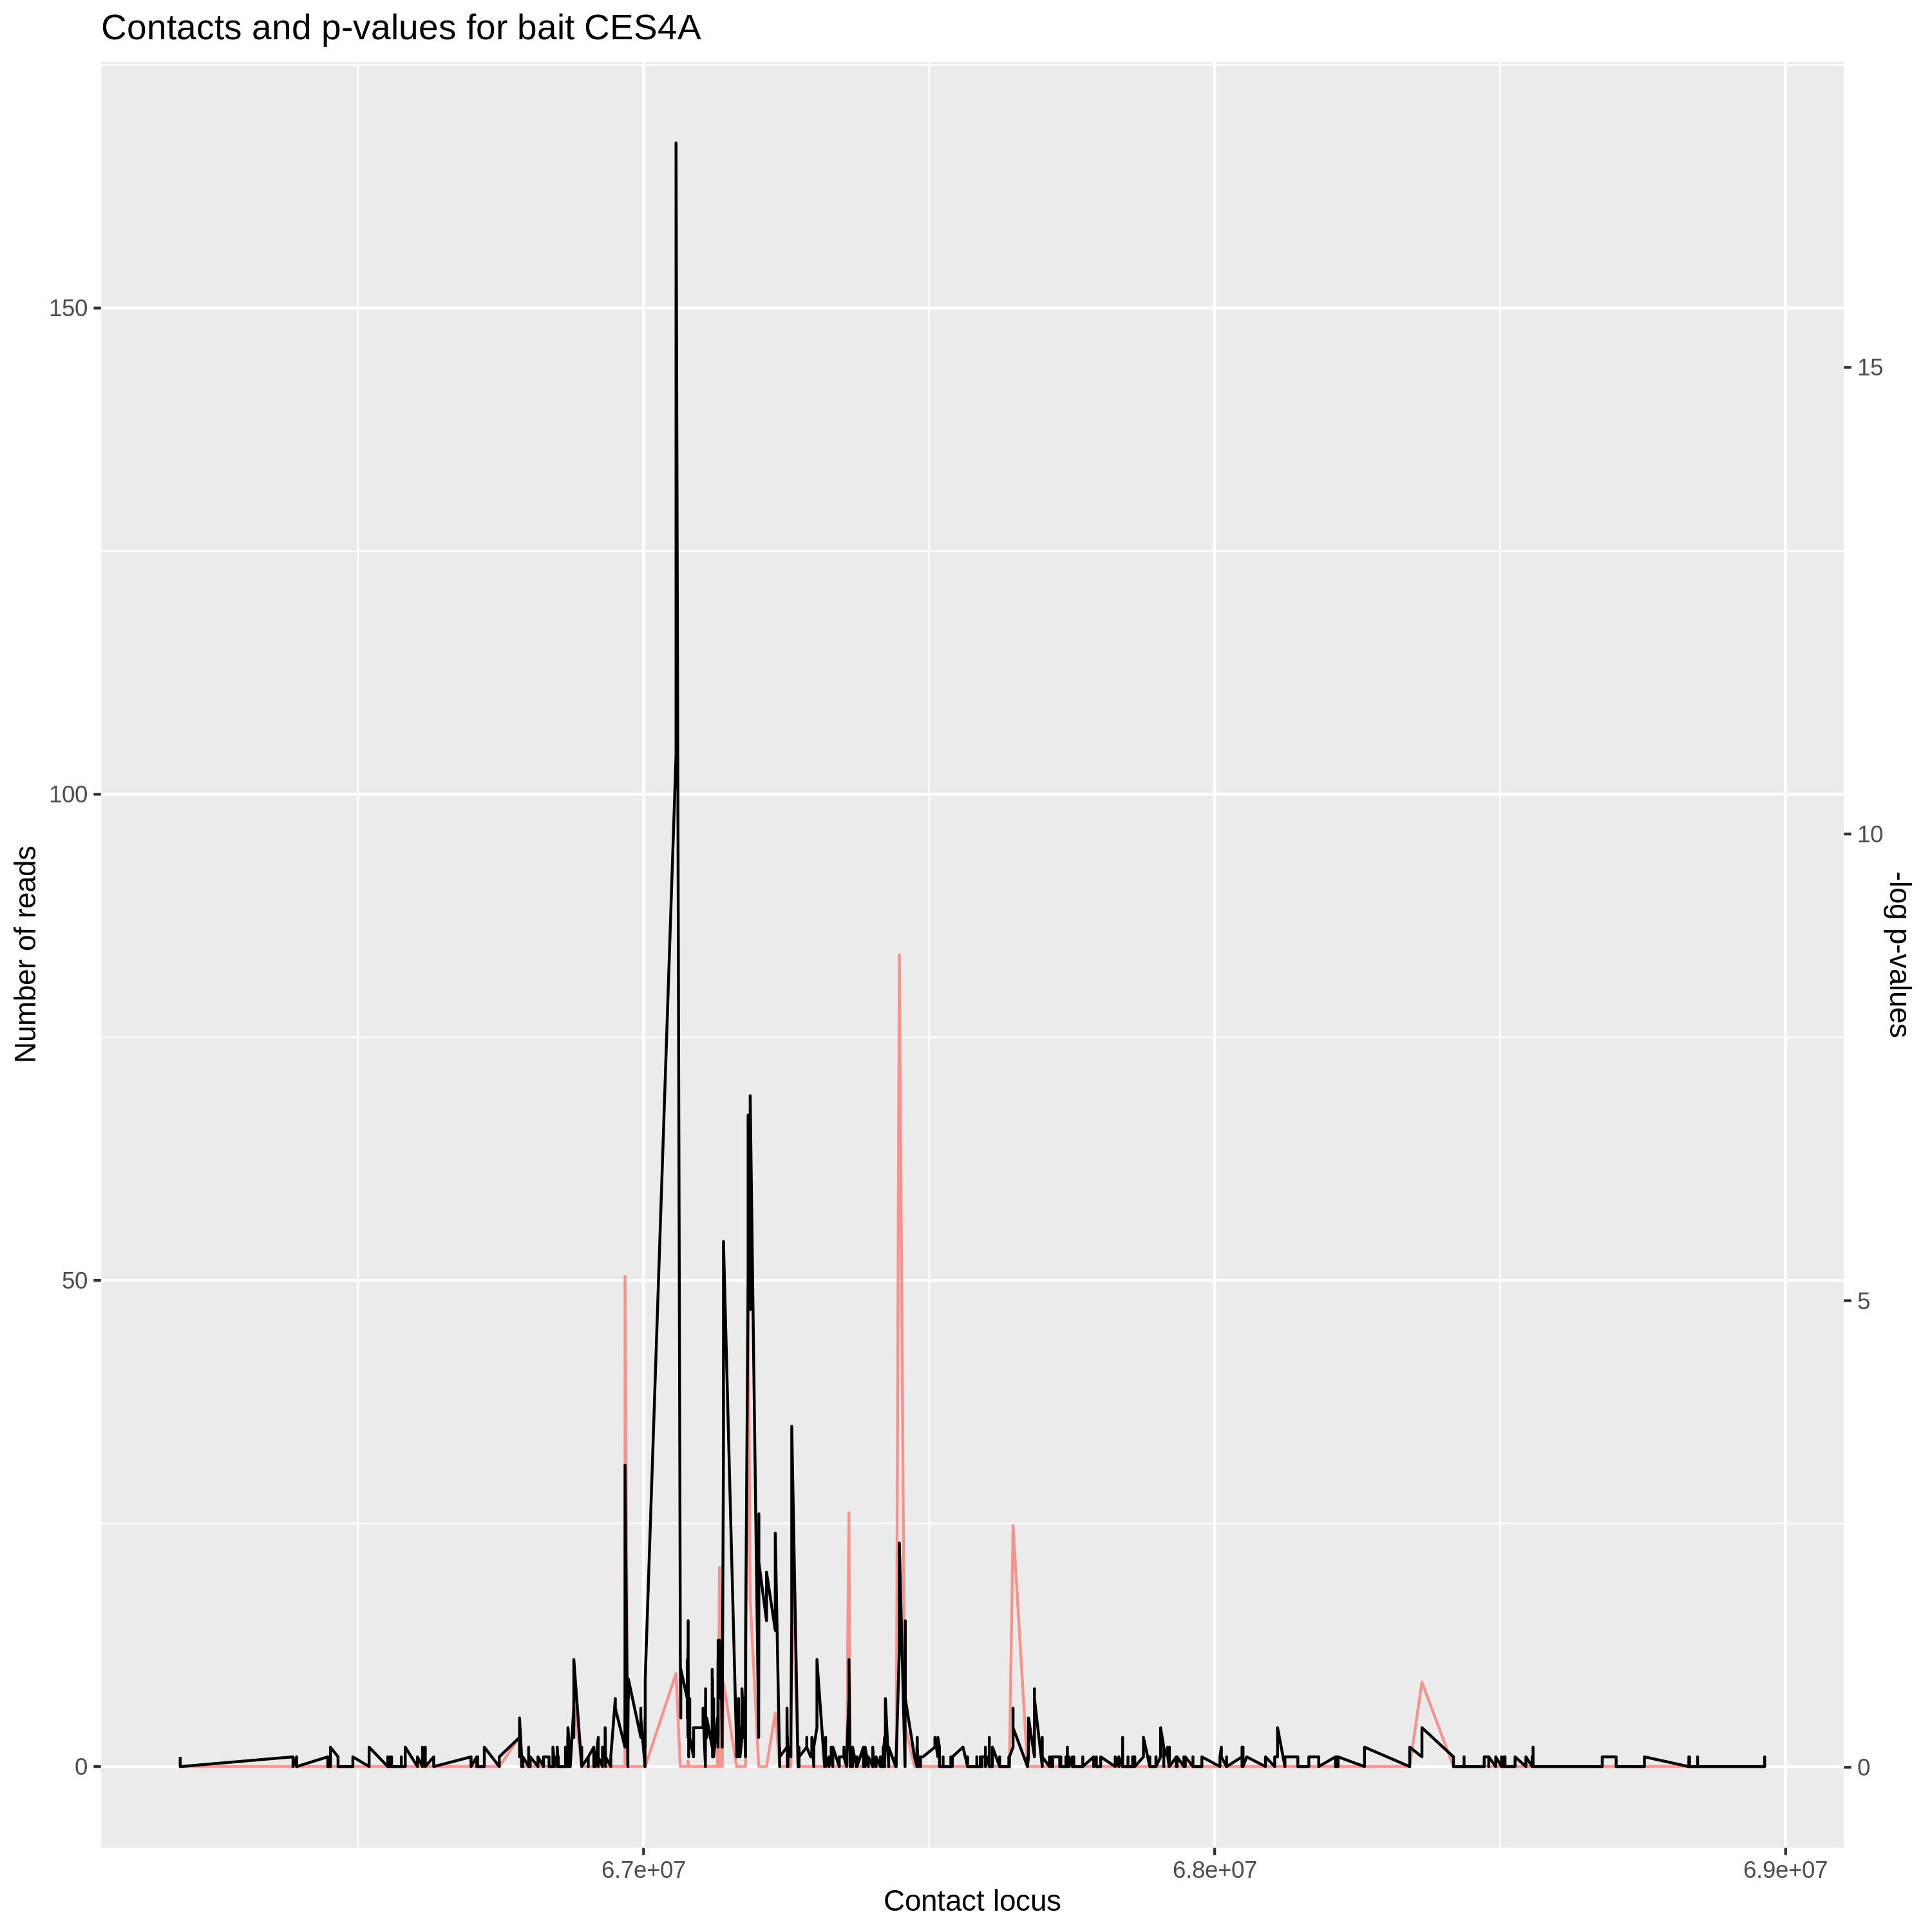 Contacts and p-values for bait CES4A
150
100
50
0
Number of reads
15
10
5
0
-log p-values
6.7e+07
6.8e+07
6.9e+07
Contact locus